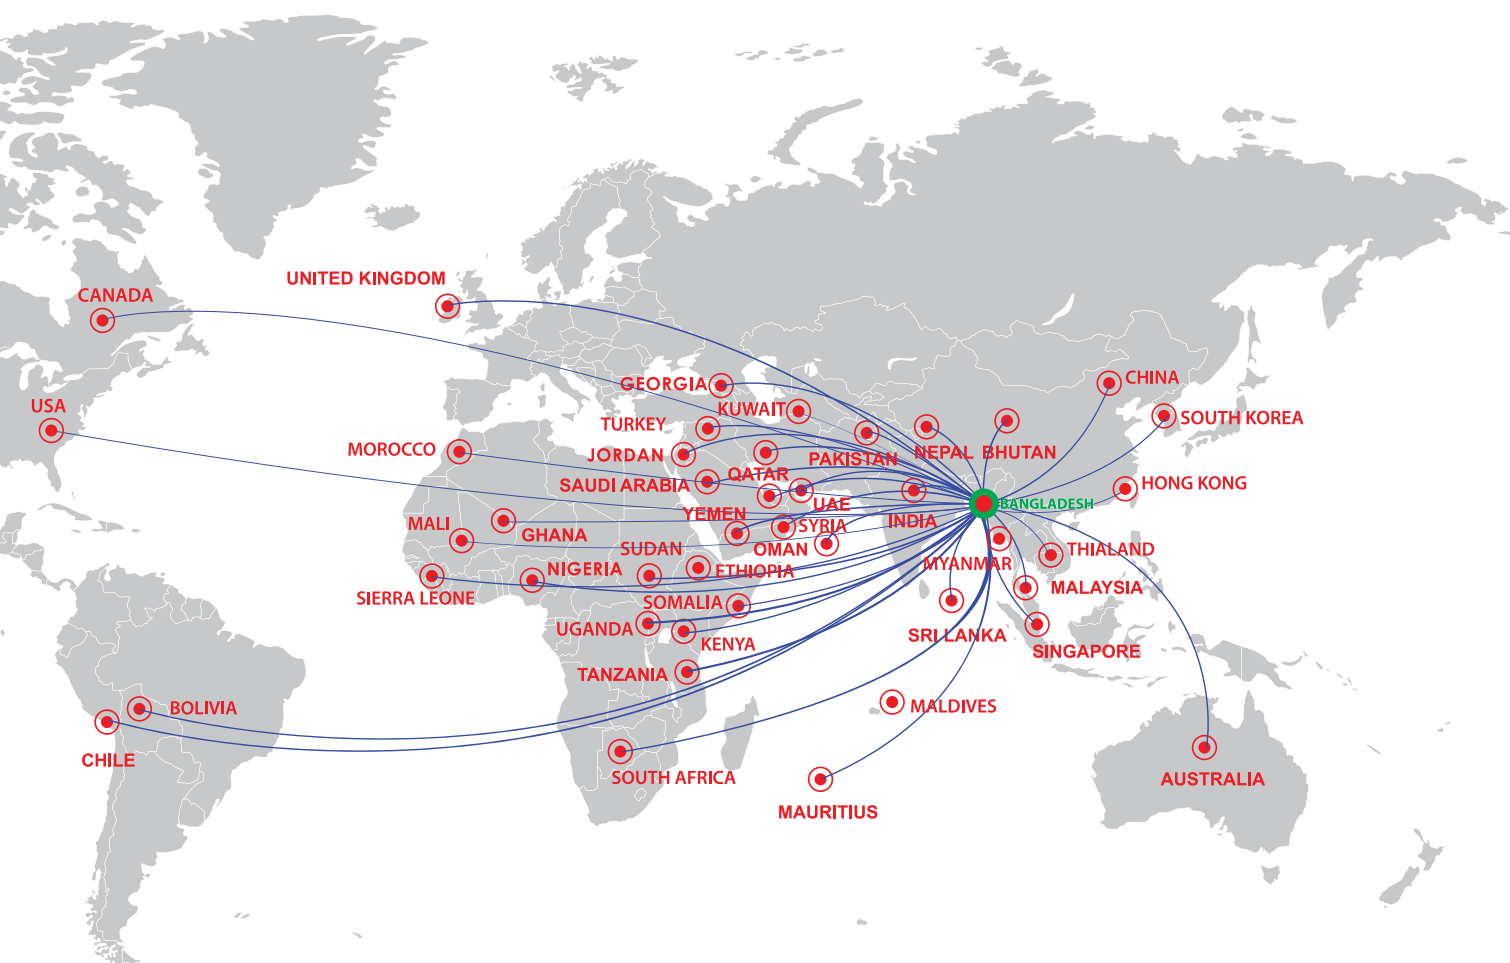 UNITED KINGDOM
CANADA
GEORGIA
CHINA
USA
KUWAIT
SOUTH KOREA
TURKEY
MOROCCO
JORDAN
PAKISTAN
NEPAL
BHUTAN
QATAR
SAUDI ARABIA
HONG KONG
UAE
BANGLADESH
YEMEN
INDIA
MALI
GHANA
SYRIA
SUDAN
OMAN
THIALAND
MYANMAR
NIGERIA
ETHIOPIA
MALAYSIA
SIERRA LEONE
SOMALIA
UGANDA
KENYA
SRI LANKA
SINGAPORE
TANZANIA
BOLIVIA
MALDIVES
CHILE
SOUTH AFRICA
AUSTRALIA
MAURITIUS